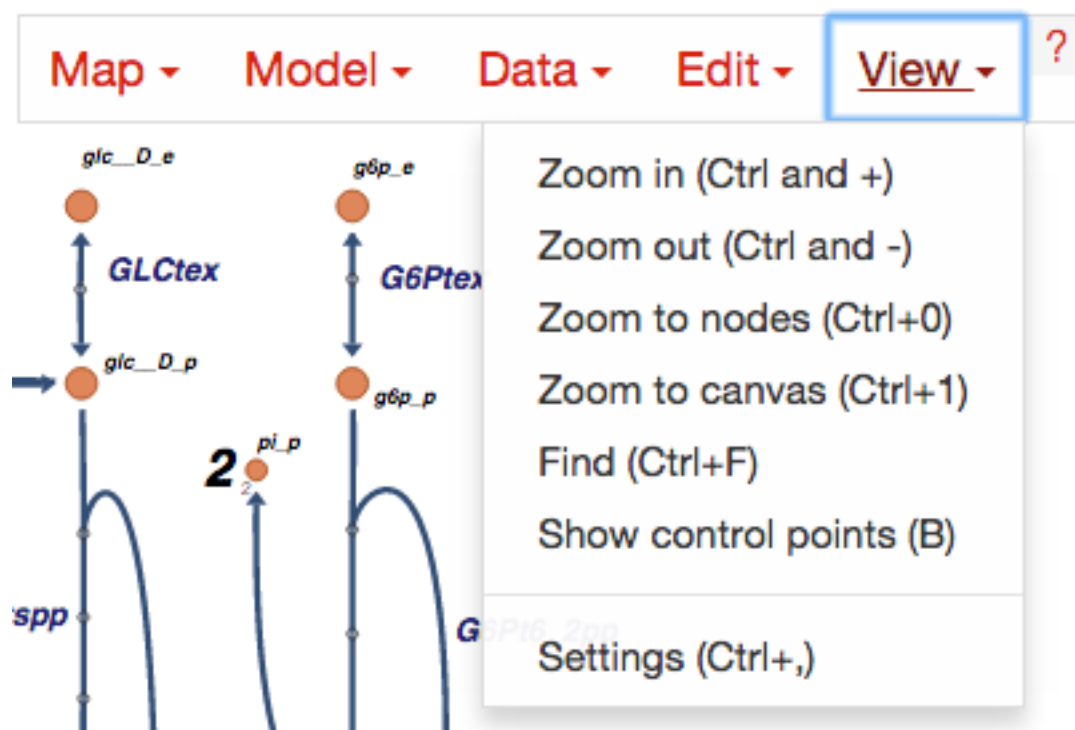 Map Model Data Edit View ?
glc__D_e g6p_e
Zoom in (Ctrl and +)
Zoom out (Ctrl and -)
GLCtex G6Ptex
Zoom to nodes (Ctrl+0)
glc__D_p
g6p_p
Zoom to canvas (Ctrl+1)
pi_p
2
2
Find (Ctrl+F)
Show control points (B)
spp
G6Pt6_2pp
Settings (Ctrl+,)